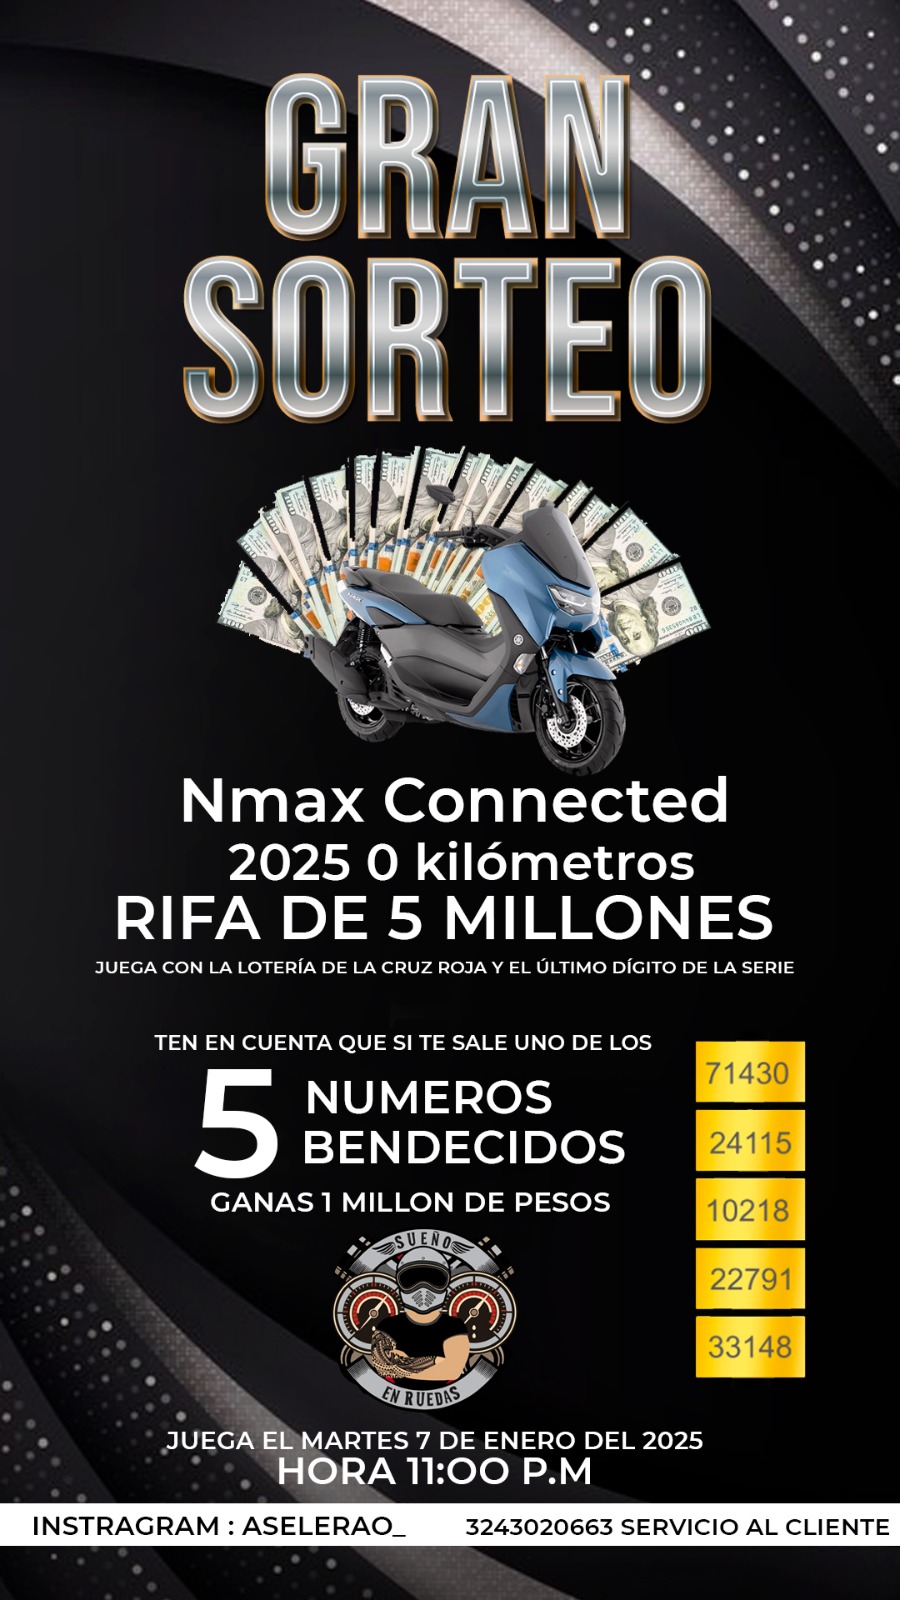 GRAN
SORTEO
Nmax Connected
2025 0 kilómetros
RIFA DE 5 MILLONES
JUEGA CON LA LOTERÍA DE LA CRUZ ROJA Y EL ÚLTIMO DÍGITO DE LA SERIE
TEN EN CUENTA QUE SI TE SALE UNO DE LOS
5 NUMEROS
BENDECIDOS
GANAS 1 MILLON DE PESOS
71430
24115
10218
22791
33148
SUEÑO
EN RUEDAS
JUEGA EL MARTES 7 DE ENERO DEL 2025
HORA 11:OO P.M
INSTRAGRAM : ASELERAO_
3243020663 SERVICIO AL CLIENTE